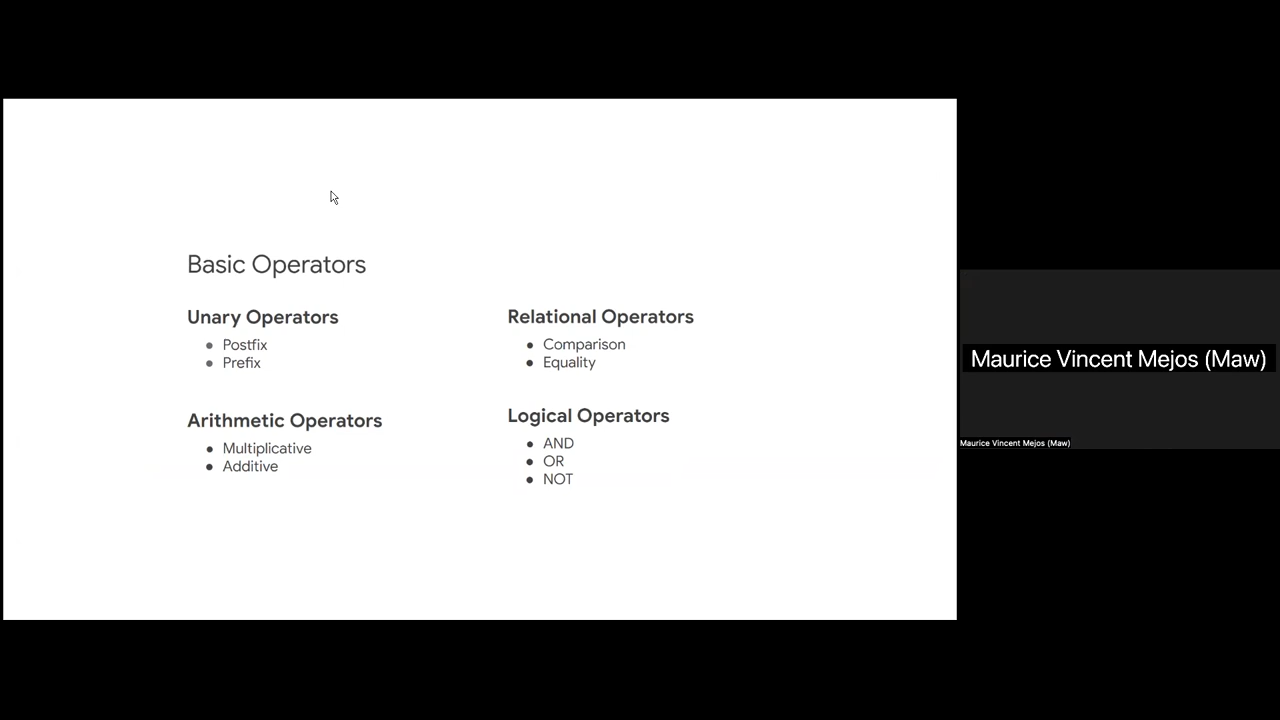 Basic Operators
Unary Operators
● Postfix
● Prefix
Arithmetic Operators
● Multiplicative
● Additive
Relational Operators
● Comparison
● Equality
Logical Operators
● AND
● OR
● NOT
Maurice Vincent Mejos (Maw)
Maurice Vincent Mejos (Maw)